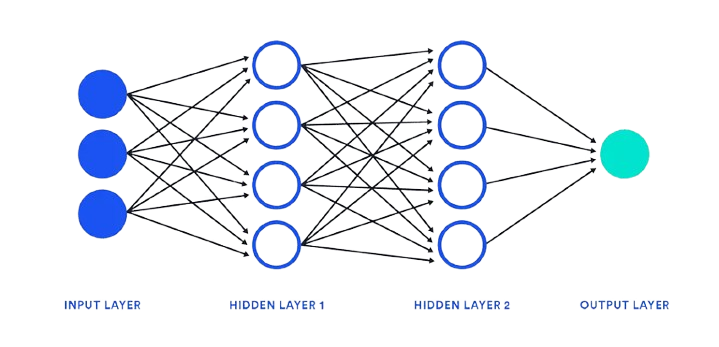 INPUT LAYER
HIDDEN LAYER 1
HIDDEN LAYER 2
OUTPUT LAYER